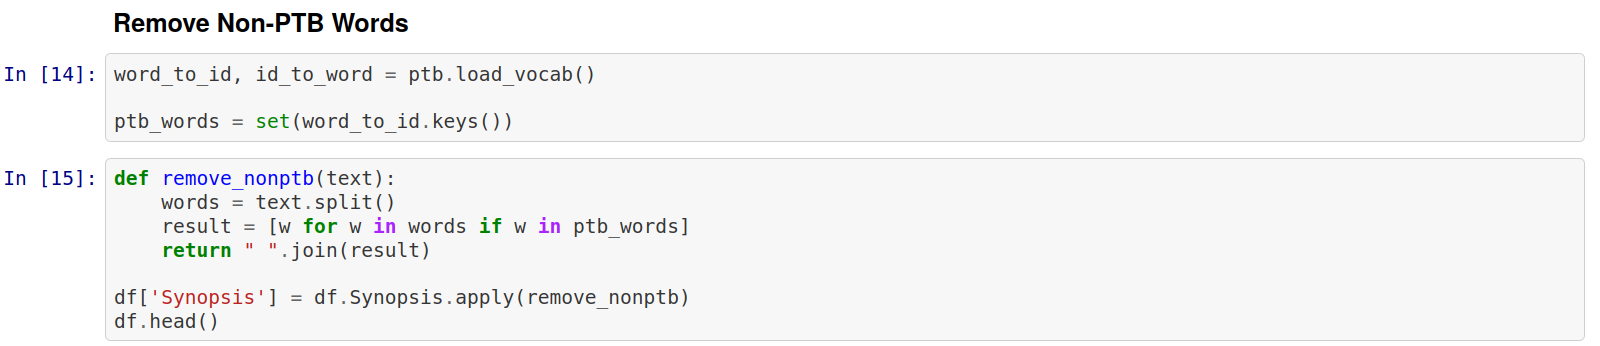 Remove Non-PTB Words
In [14]: word_to_id, id_to_word = ptb.load_vocab()
ptb_words = set(word_to_id.keys())
In [15]: def remove_nonptb(text):
    words = text.split()
    result = [w for w in words if w in ptb_words]
    return " ".join(result)
df['Synopsis'] = df.Synopsis.apply(remove_nonptb)
df.head()